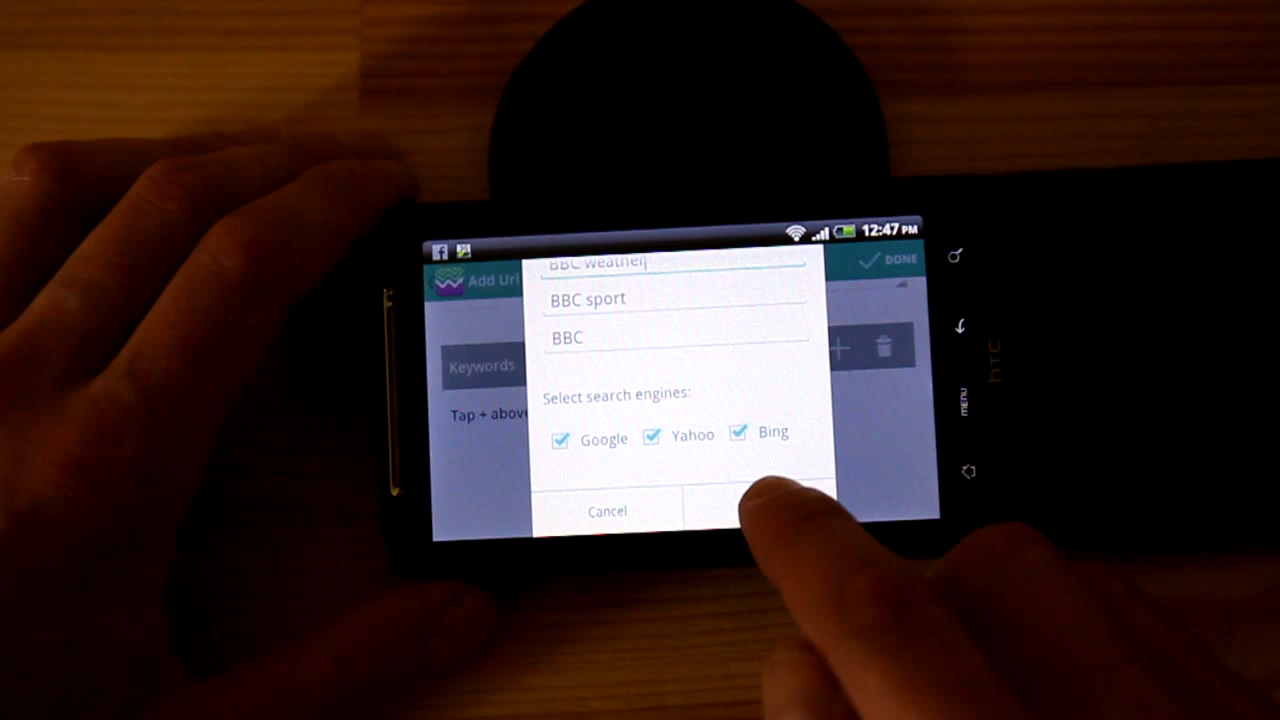 12:47 PM
Add Url
DONE
BBC weather
BBC sport
BBC
Keywords
Tap + above
Select search engines:
Google Yahoo Bing
Cancel
menu
hTC